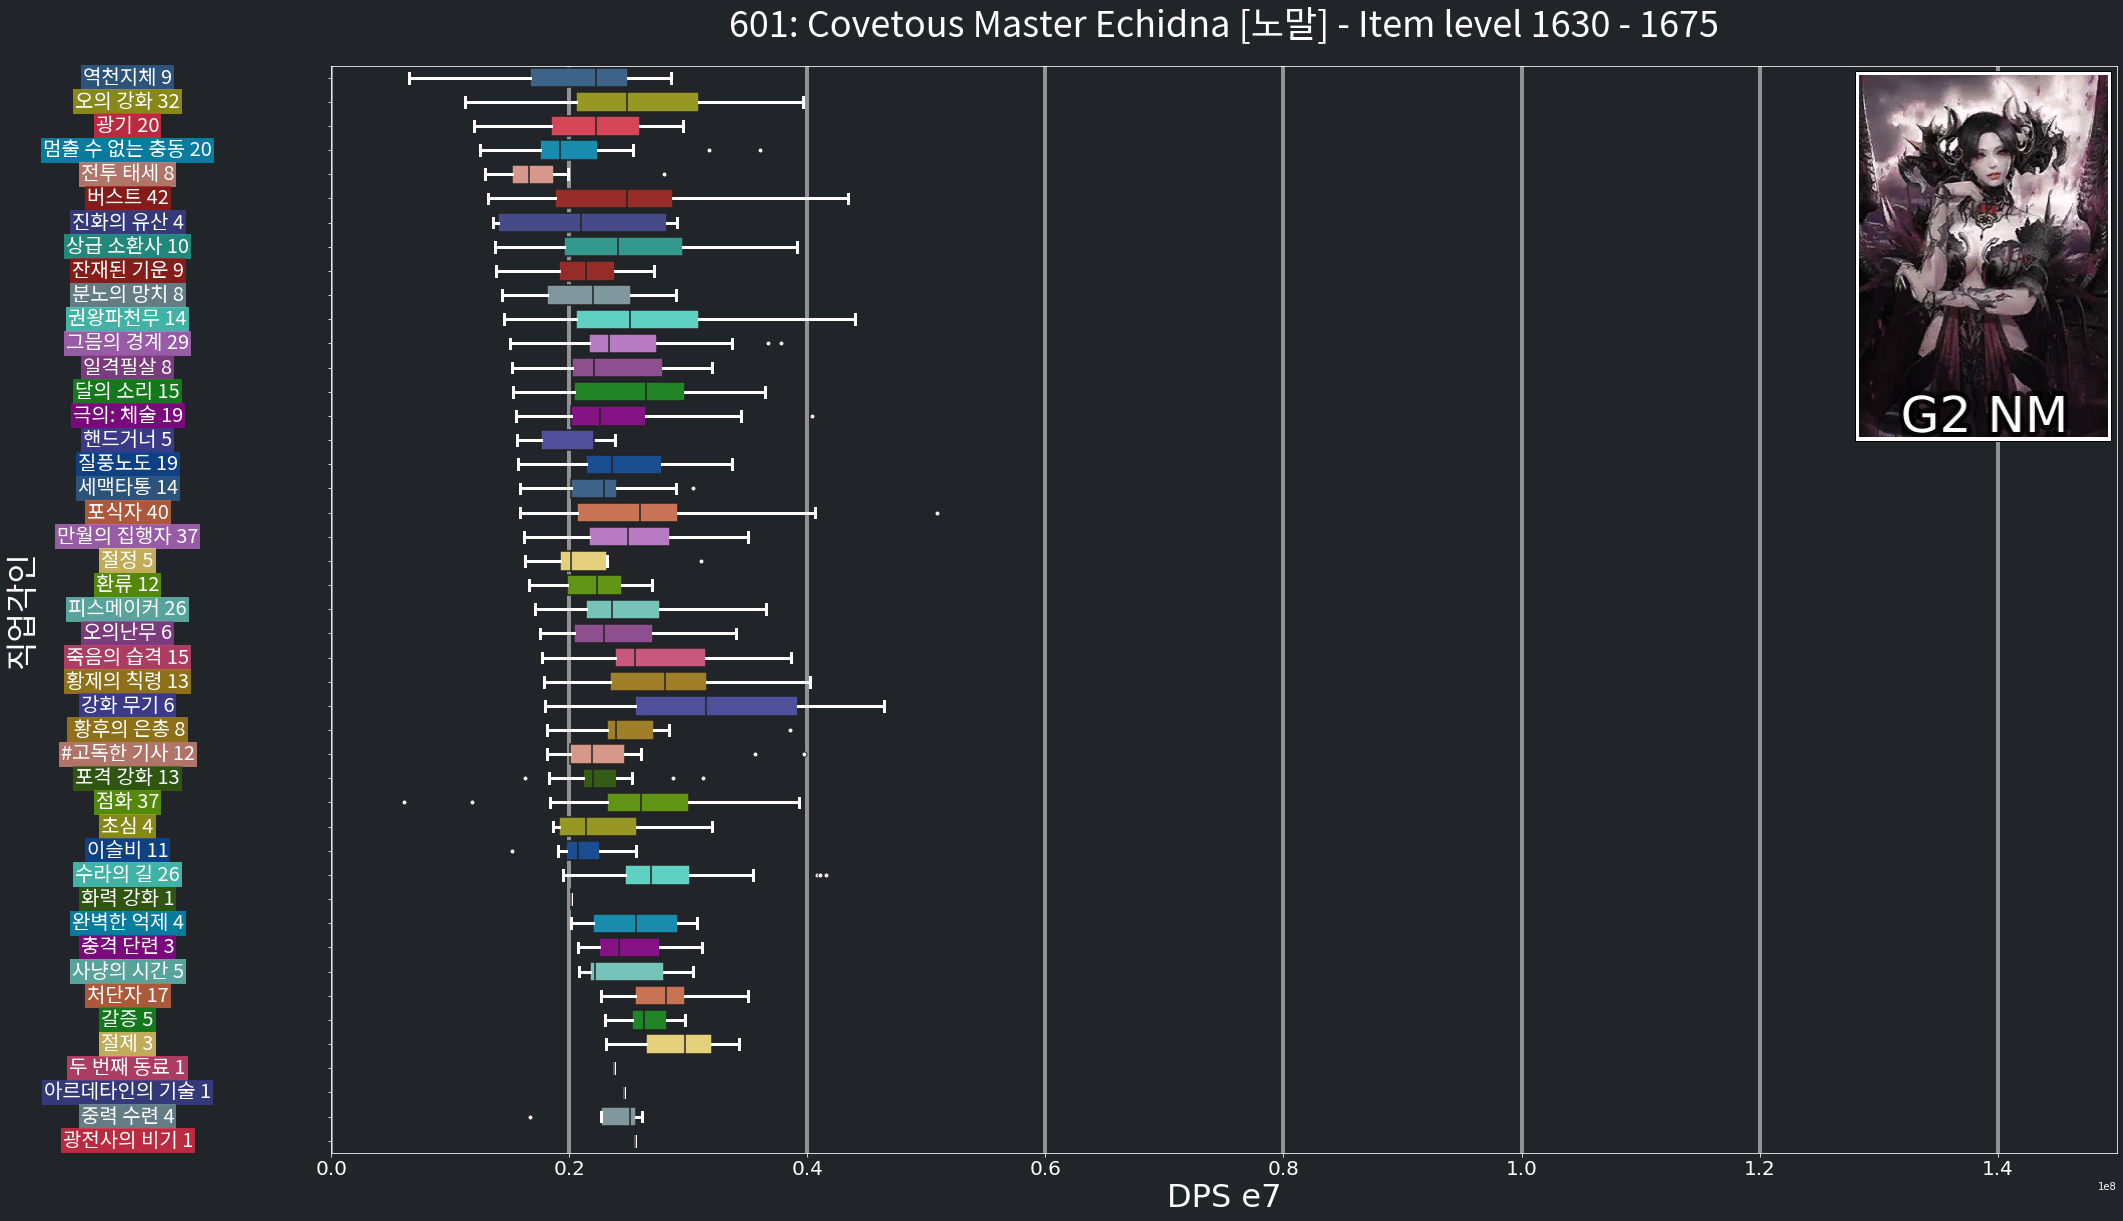 601: Covetous Master Echidna [노말] - Item level 1630 - 1675
역천지체 9
오의 강화 32
광기 20
멈출 수 없는 충동 20
전투 태세 8
버스트 42
진화의 유산 4
상급 소환사 10
잔재된 기운 9
분노의 망치 8
권왕파천무 14
그믐의 경계 29
일격필살 8
달의 소리 15
극의: 체술 19
핸드거너 5
질풍노도 19
세맥타통 14
포식자 40
만월의 집행자 37
절정 5
환류 12
피스메이커 26
오의난무 6
죽음의 습격 15
황제의 칙령 13
강화 무기 6
황후의 은총 8
#고독한 기사 12
포격 강화 13
점화 37
초심 4
이슬비 11
수라의 길 26
화력 강화 1
완벽한 억제 4
충격 단련 3
사냥의 시간 5
처단자 17
갈증 5
절제 3
두 번째 동료 1
아르데타인의 기술 1
중력 수련 4
광전사의 비기 1
직업각인
G2 NM
0.0 0.2 0.4 0.6 0.8 1.0 1.2 1.4
1e8
DPS e7